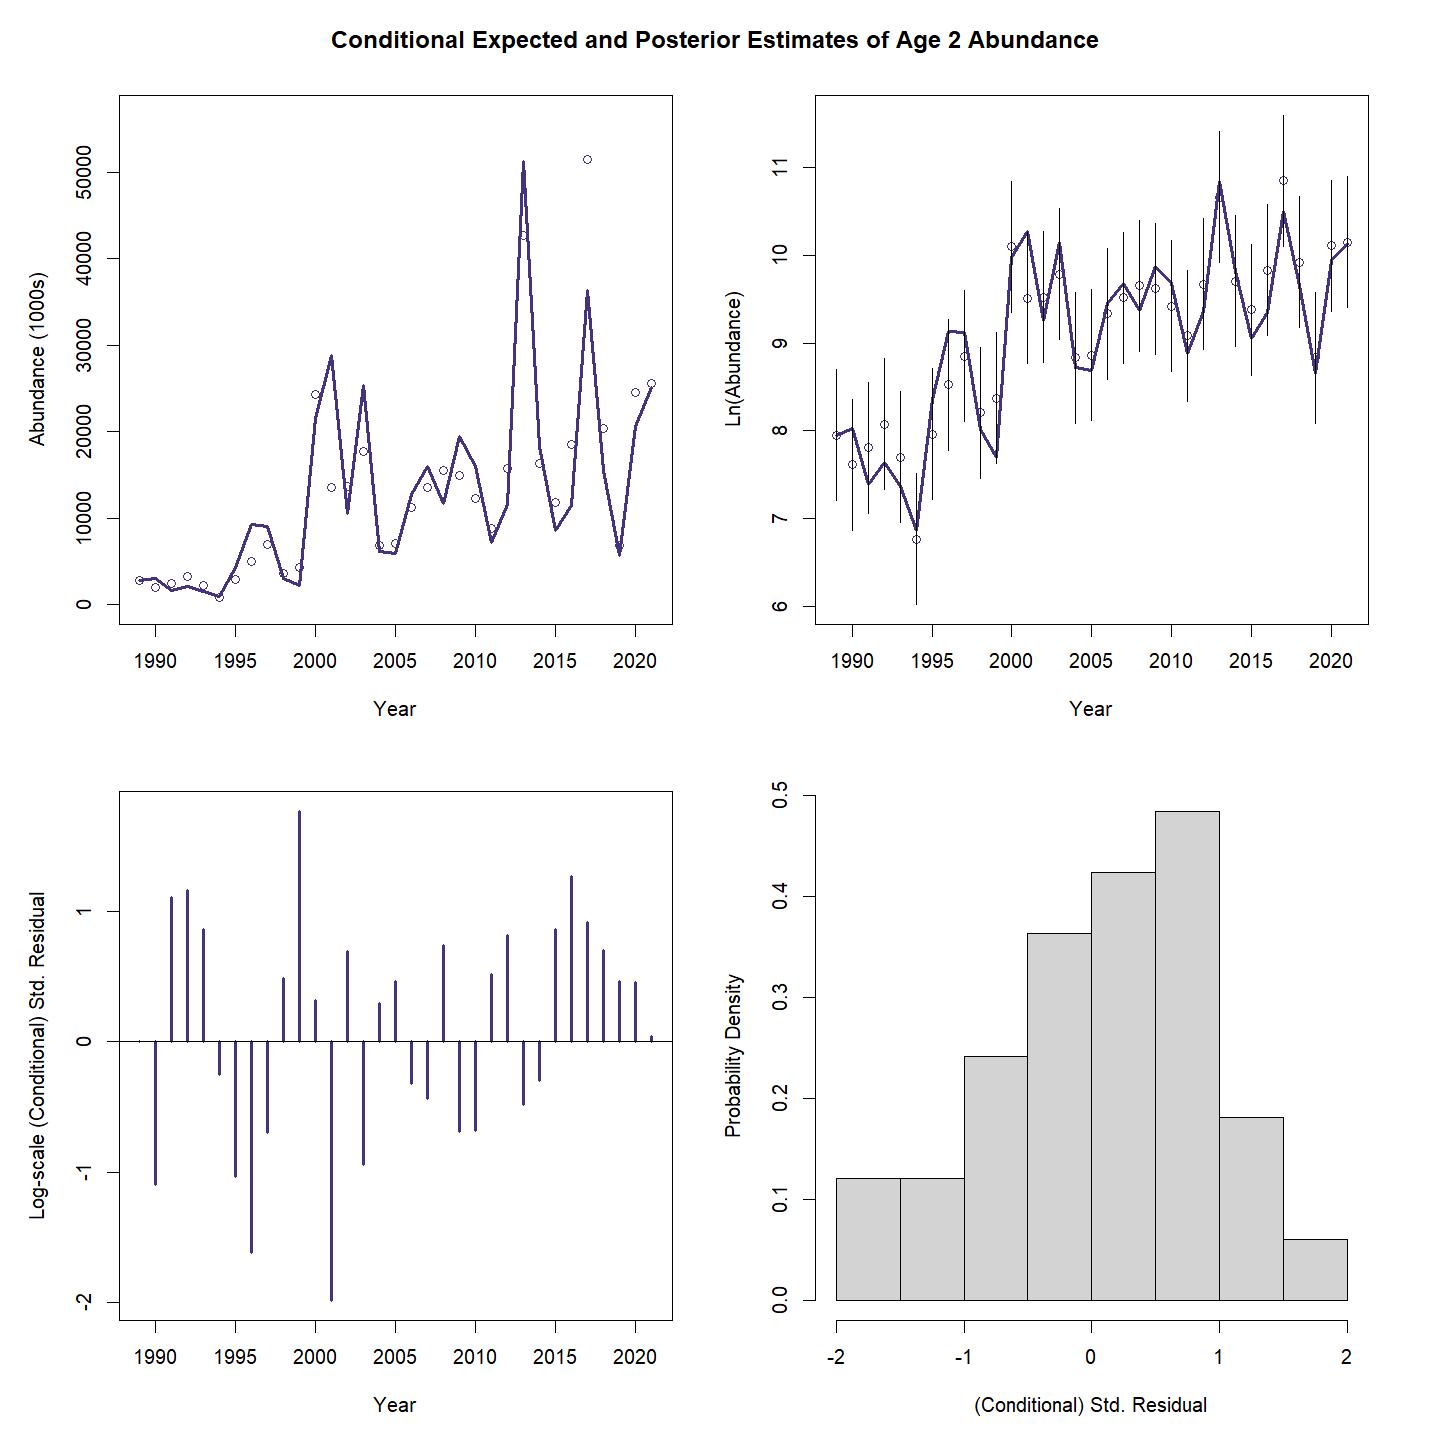 Conditional Expected and Posterior Estimates of Age 2 Abundance
Abundance (1000s)
50000
40000
30000
20000
10000
0
1990 1995 2000 2005 2010 2015 2020
Year
Ln(Abundance)
11
10
9
8
7
6
1990 1995 2000 2005 2010 2015 2020
Year
Log-scale (Conditional) Std. Residual
1
0
-1
-2
1990 1995 2000 2005 2010 2015 2020
Year
Probability Density
0.5
0.4
0.3
0.2
0.1
0.0
-2 -1 0 1 2
(Conditional) Std. Residual